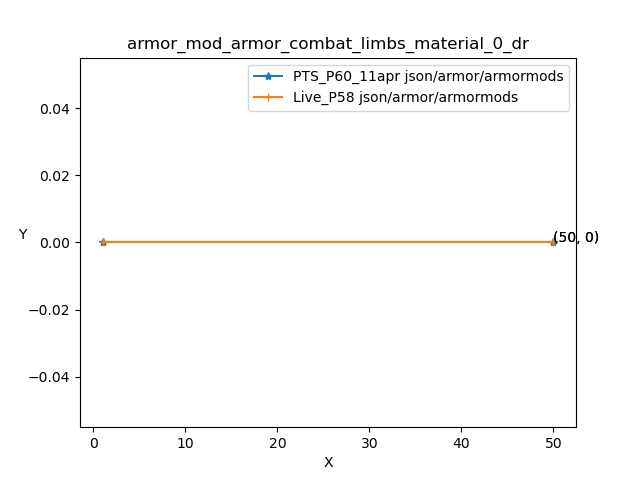 armor_mod_armor_combat_limbs_material_0_dr
PTS_P60_11apr json/armor/armormods
Live_P58 json/armor/armormods
0.04
0.02
Y
0.00
(50, 0)
−0.02
−0.04
0 10 20 30 40 50
X